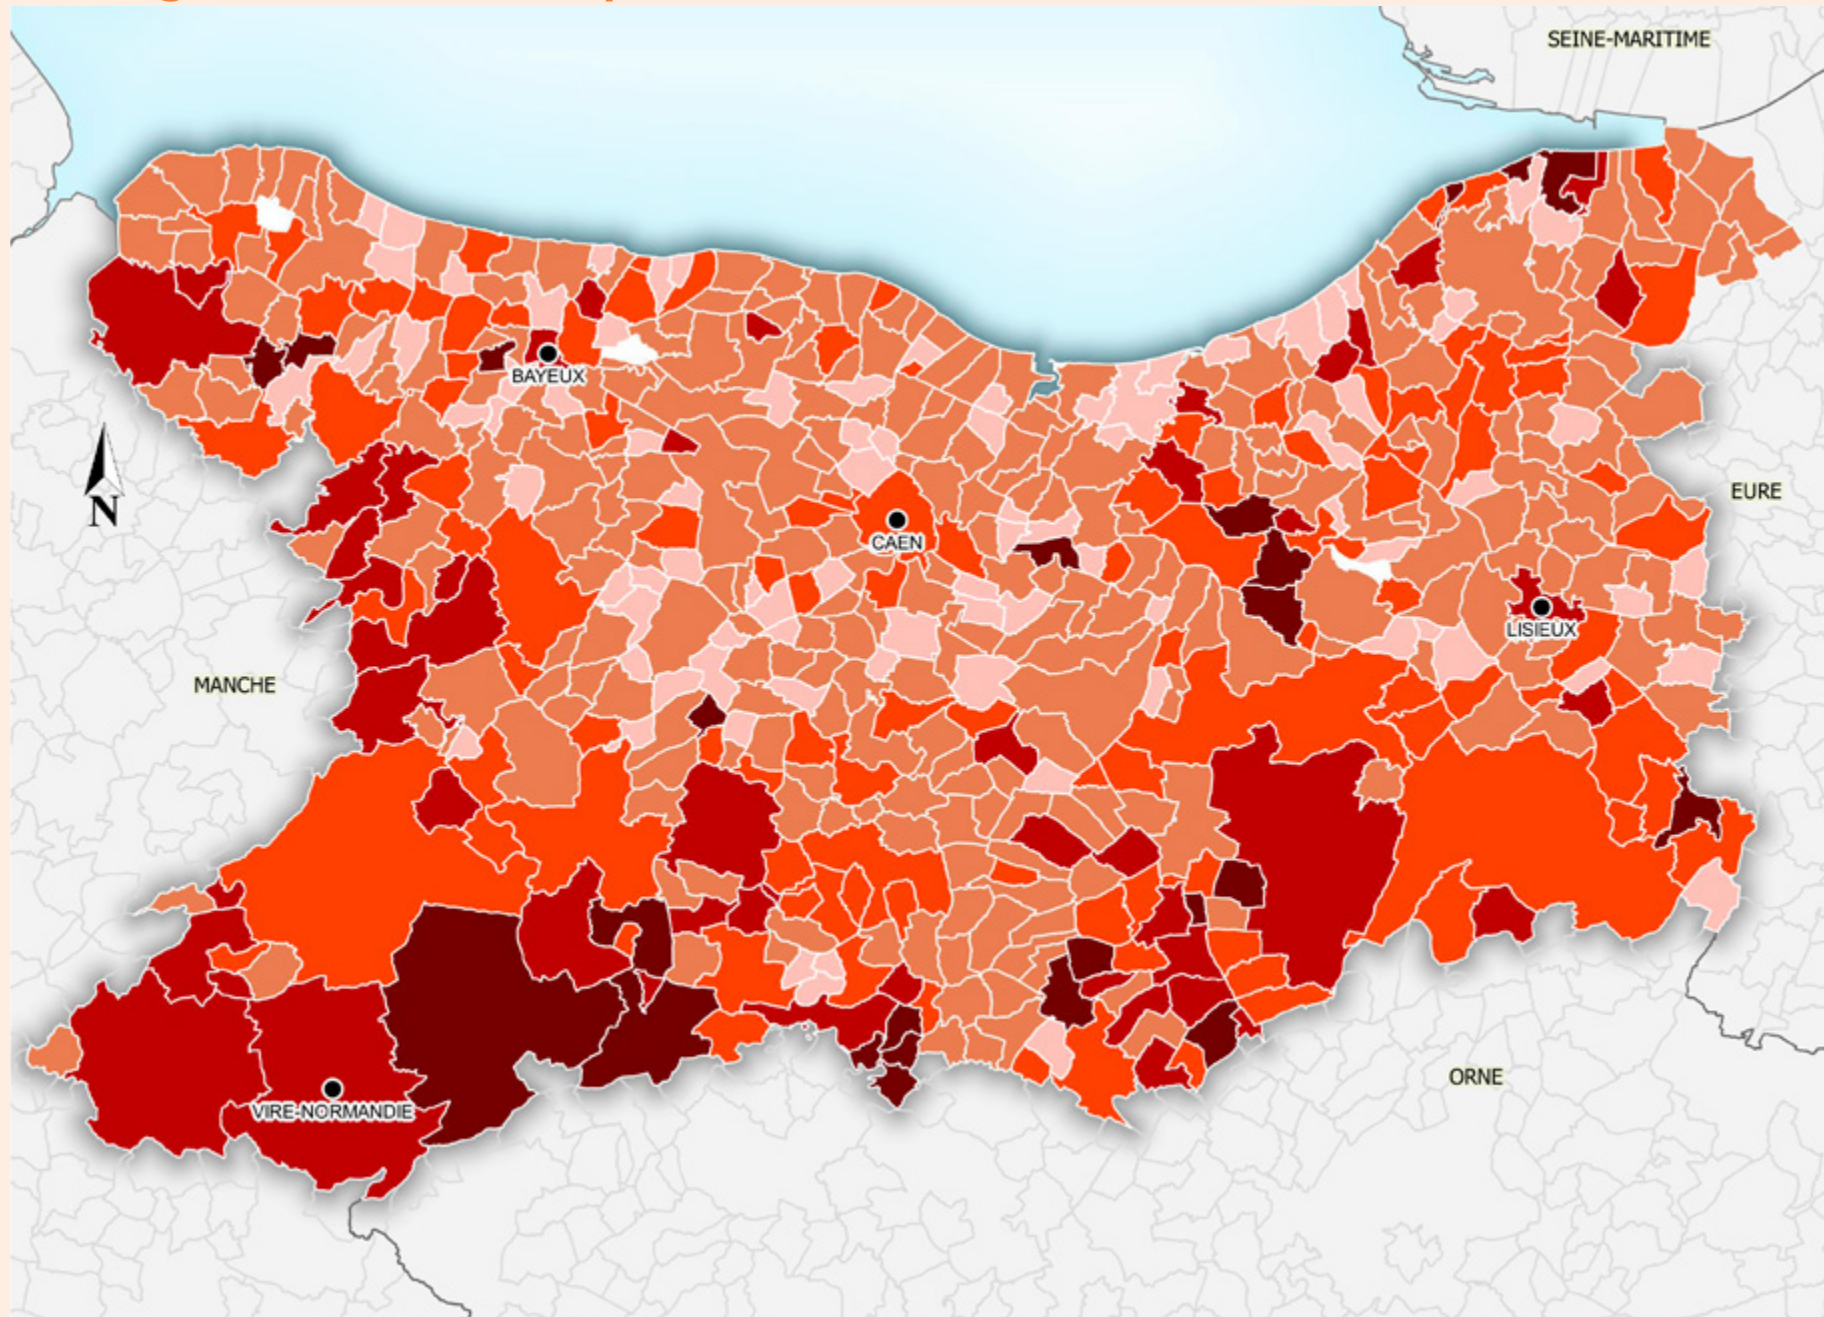 SEINE-MARITIME
BAYEUX
EURE
N
CAEN
LISIEUX
MANCHE
ORNE
VIRE-NORMANDIE